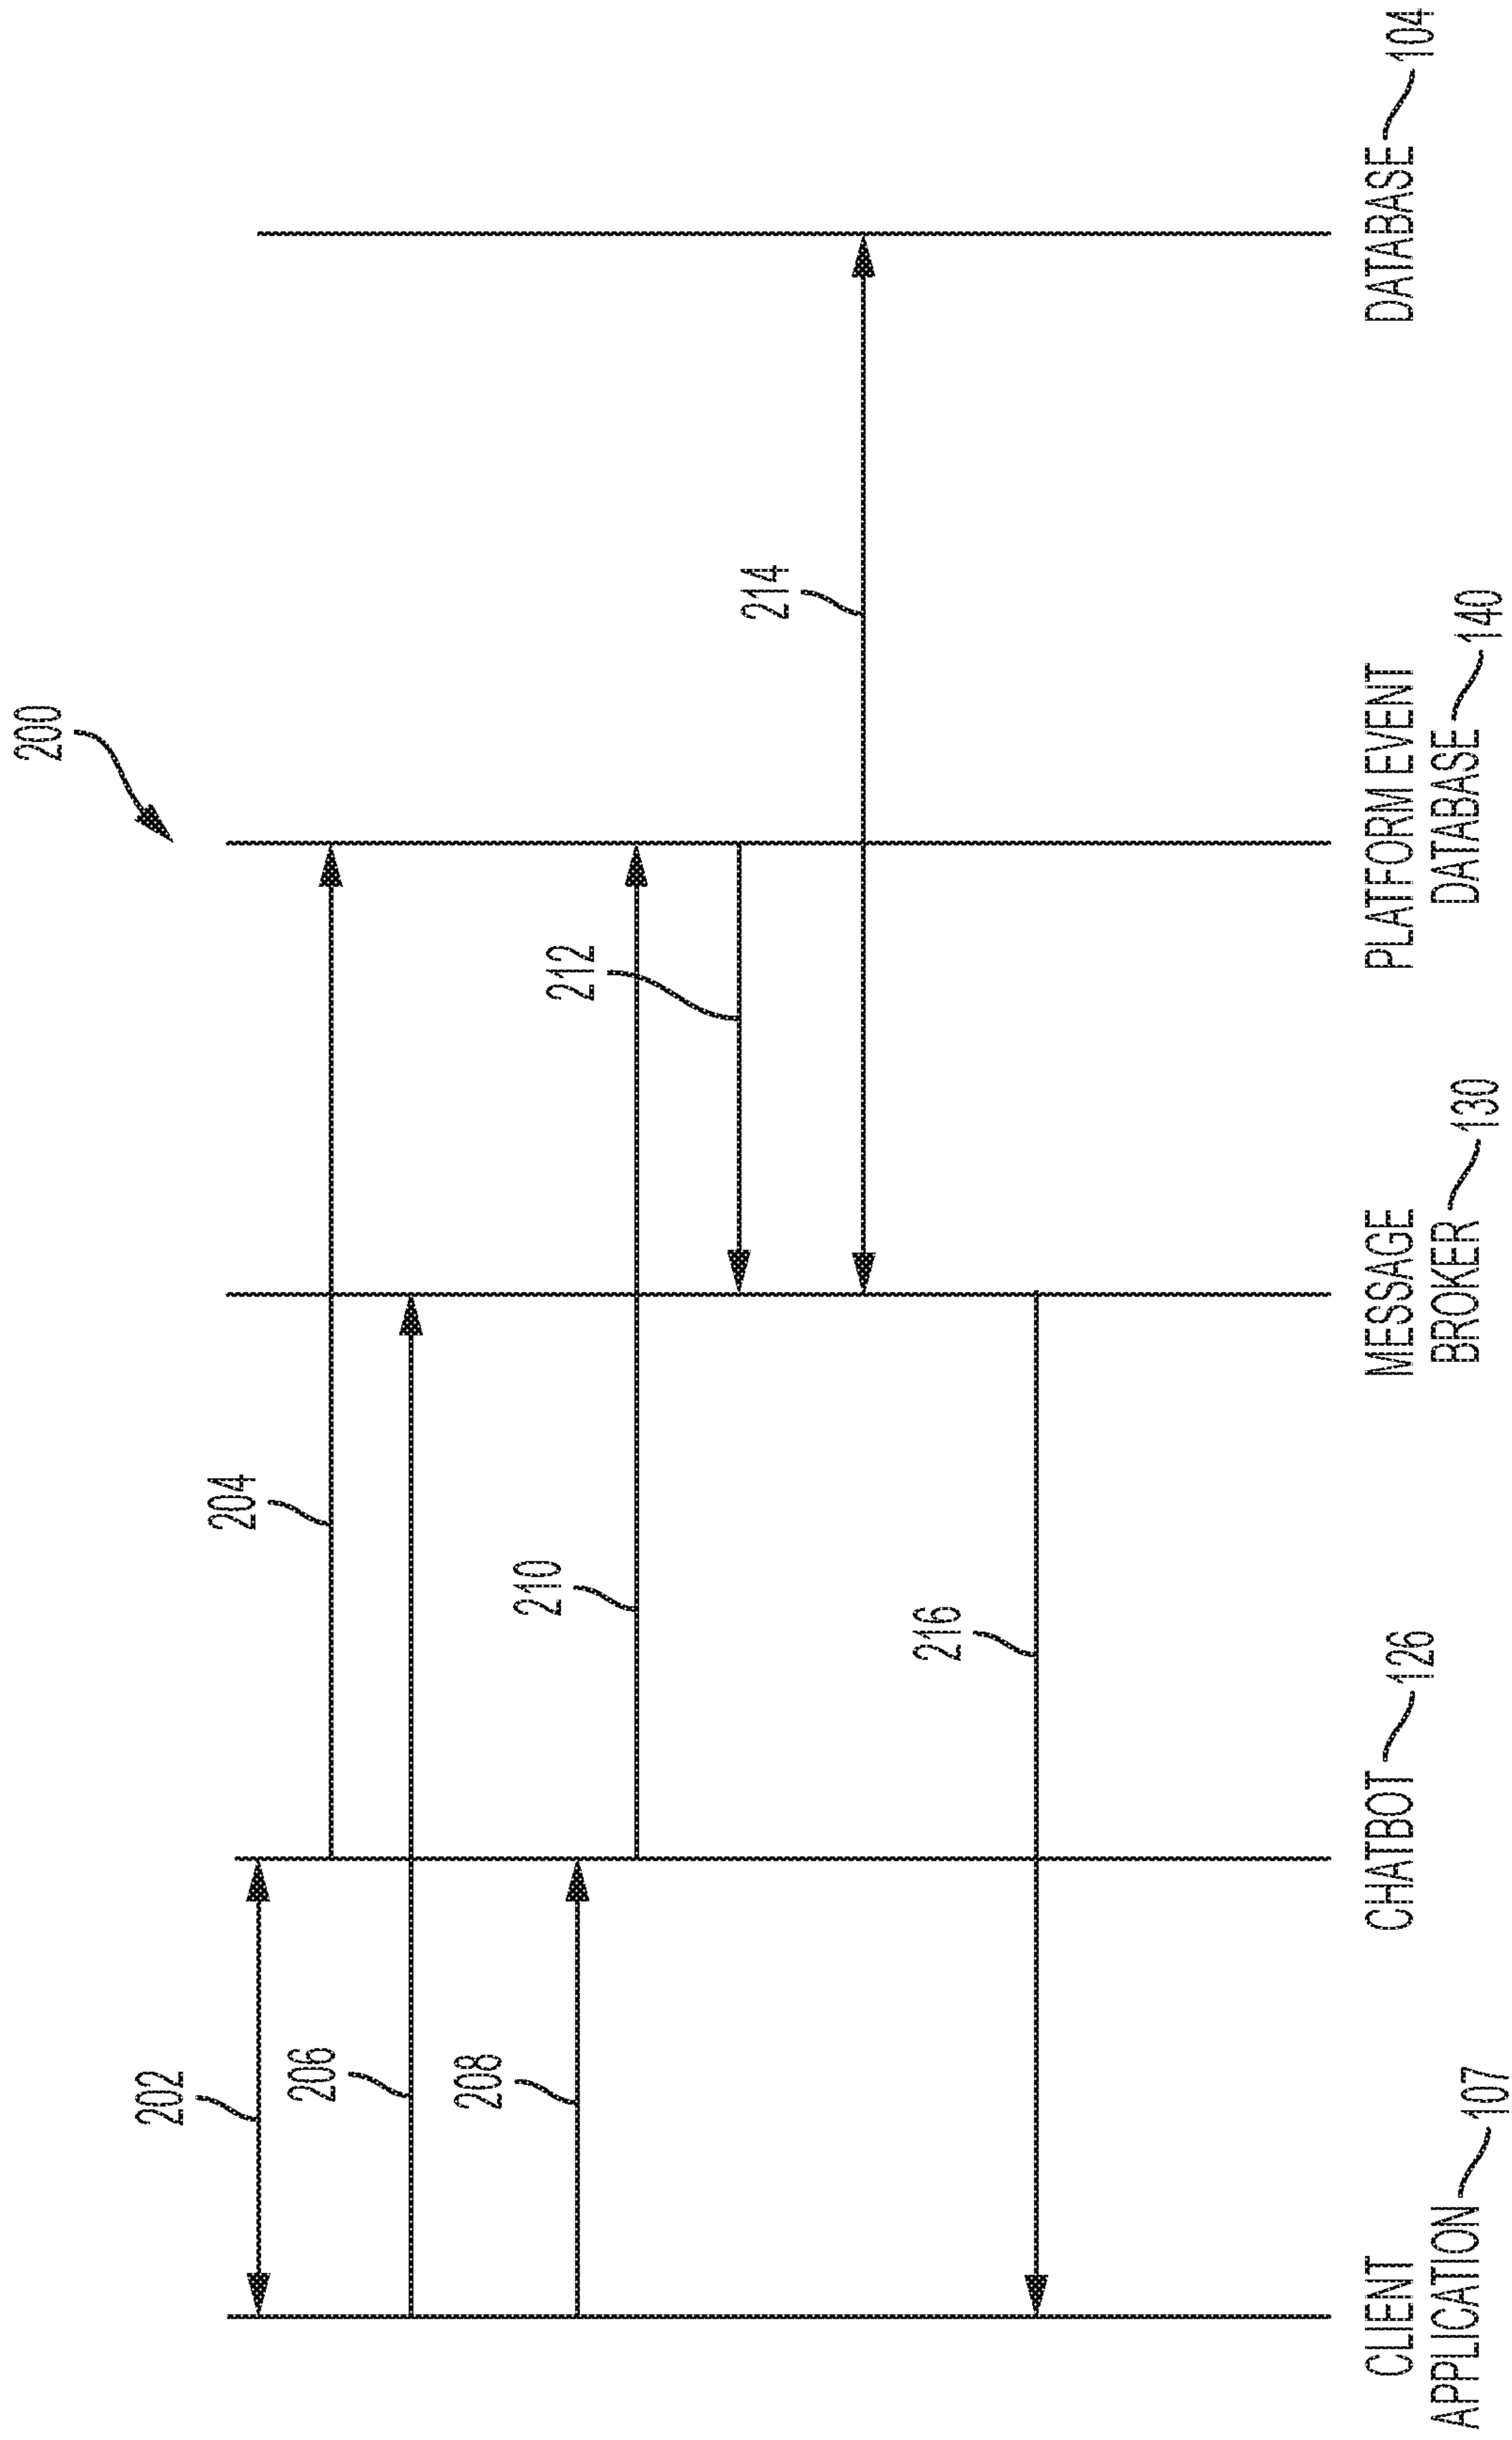 200
202
204
206
208
210
212
214
216
CLIENT
APPLICATION 107
CHATBOT 126
MESSAGE
BROKER 130
PLATFORM EVENT
DATABASE 140
DATABASE 104